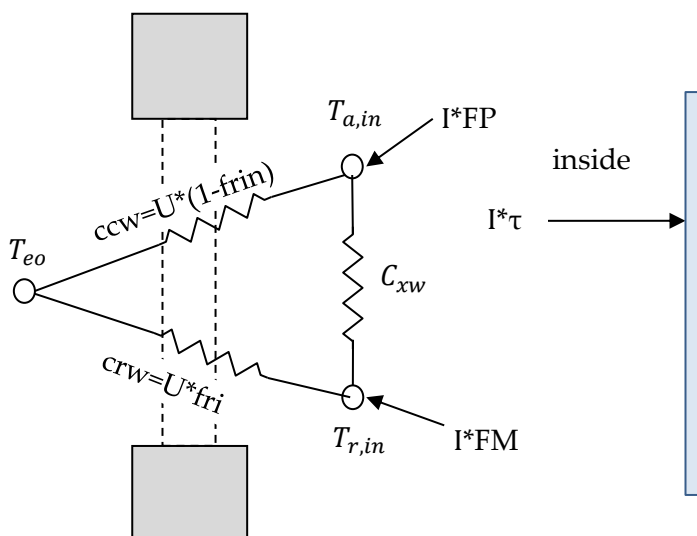 T_{a,in}
I*FP
inside
ccw=U*(1-frin)
I*τ
T_{eo}
C_{xw}
crw=U*fri
T_{r,in}
I*FM